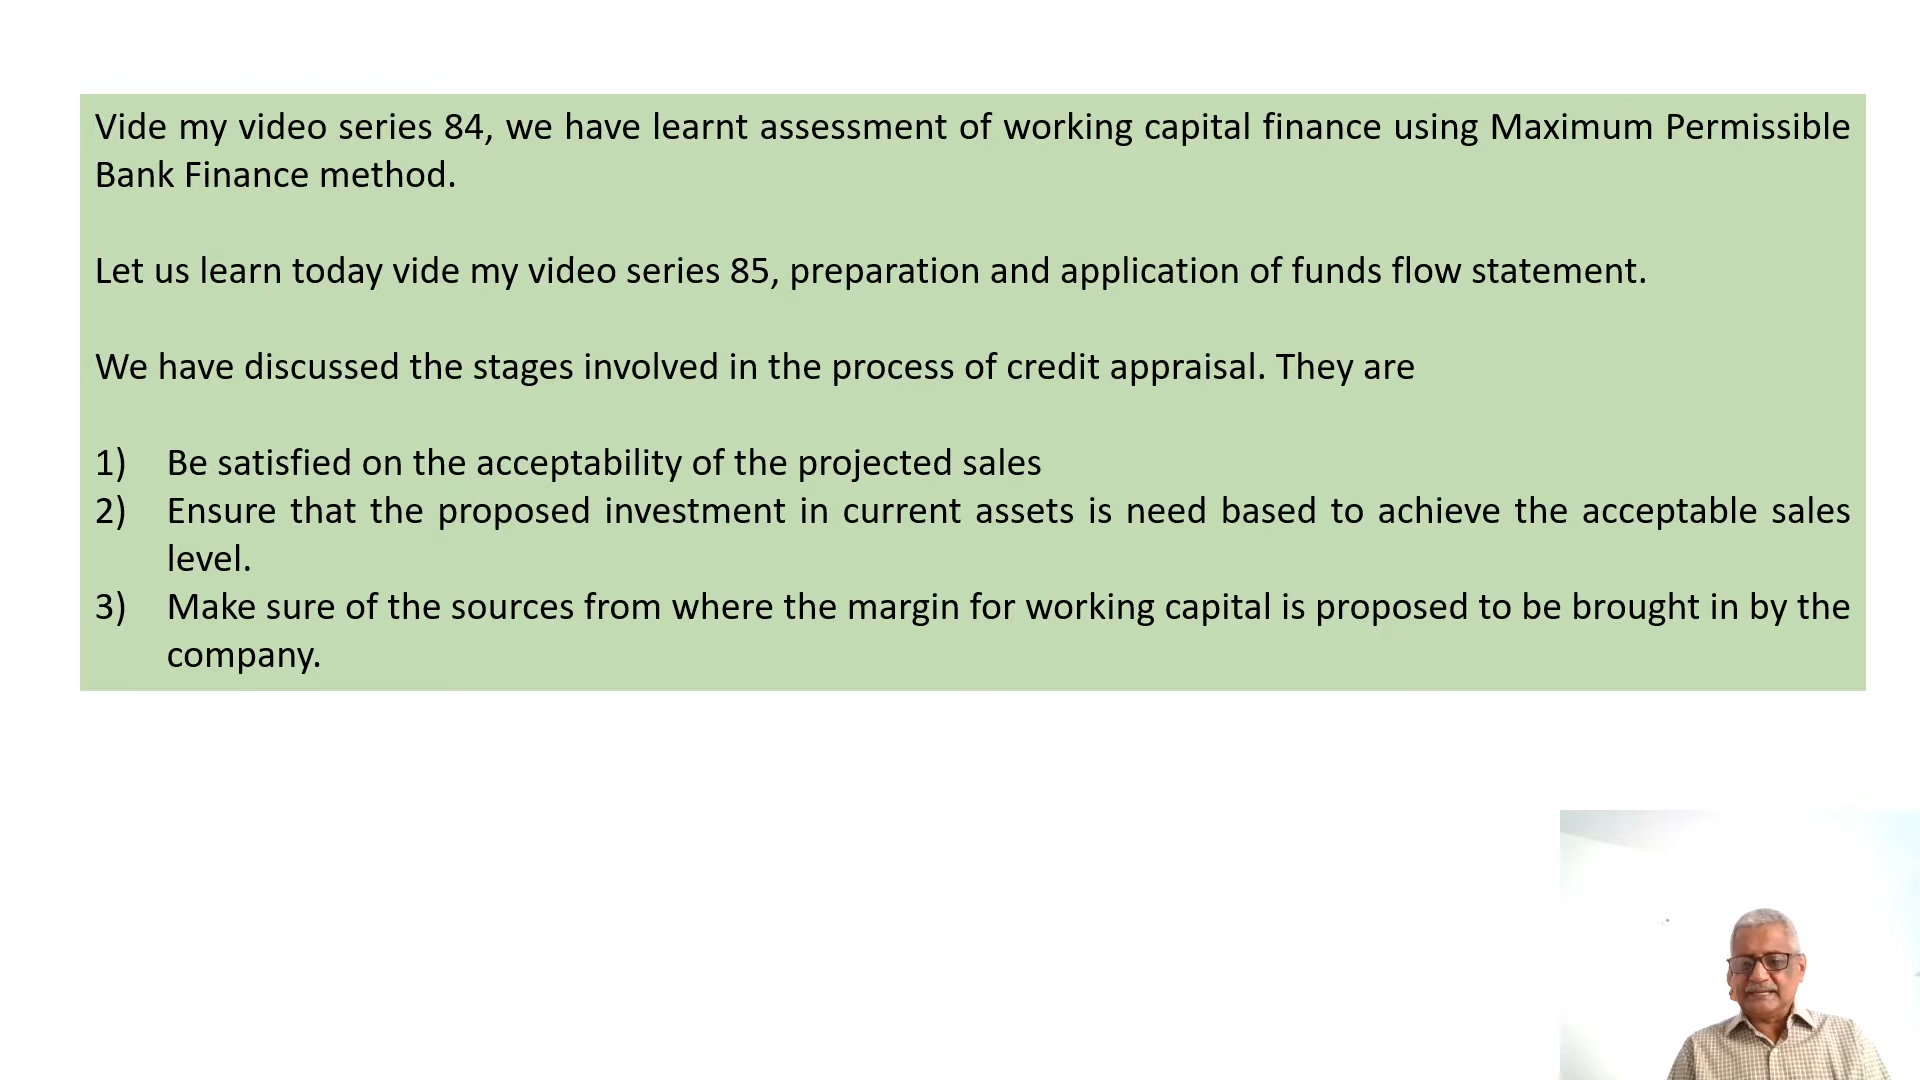 Vide my video series 84, we have learnt assessment of working capital finance using Maximum Permissible
Bank Finance method.
Let us learn today vide my video series 85, preparation and application of funds flow statement.
We have discussed the stages involved in the process of credit appraisal. They are
1) Be satisfied on the acceptability of the projected sales
2) Ensure that the proposed investment in current assets is need based to achieve the acceptable sales
level.
3) Make sure of the sources from where the margin for working capital is proposed to be brought in by the
company.